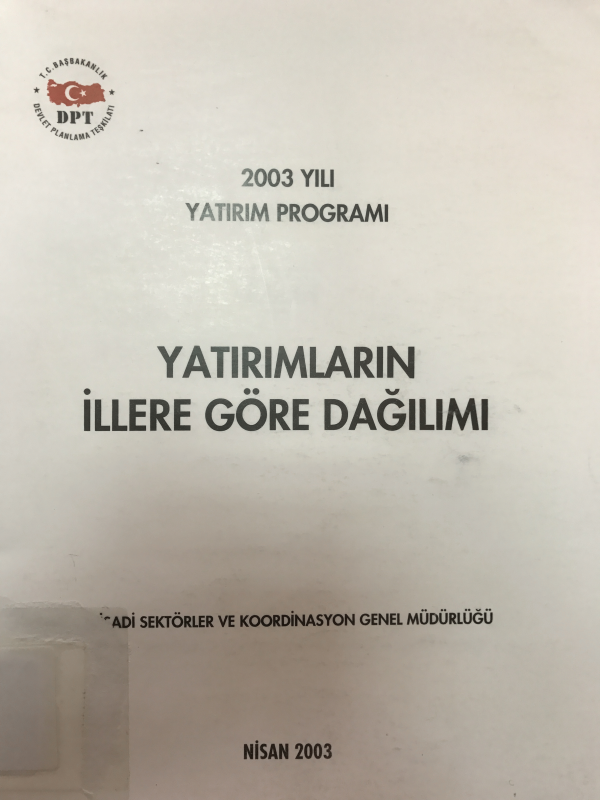 T.C. BAŞBAKANLIK
DPT
DEVLET PLANLAMA TEŞKİLATI
2003 YILI
YATIRIM PROGRAMI
YATIRIMLARIN
İLLERE GÖRE DAĞILIMI
SEKTÖRLER VE KOORDİNASYON GENEL MÜDÜRLÜĞÜ
NİSAN 2003